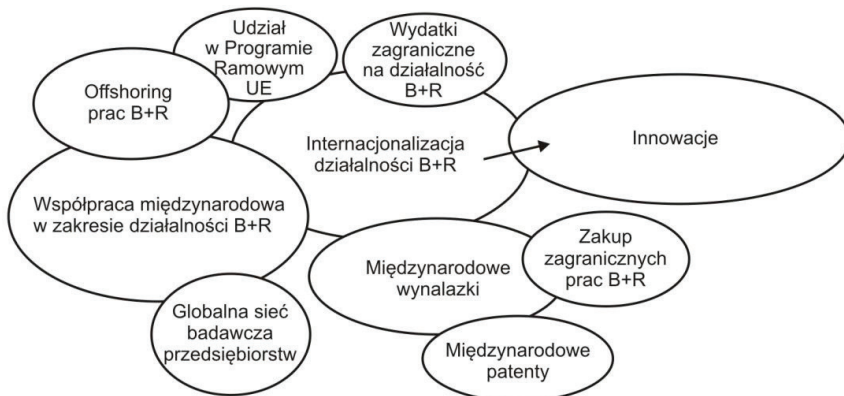 Udział
w Programie
Ramowym
UE
Wydatki
zagraniczne
na działalność
B+R
Offshoring
prac B+R
Internacjonalizacja
działalności B+R
Innowacje
Współpraca międzynarodowa
w zakresie działalności B+R
Międzynarodowe
wynalazki
Zakup
zagranicznych
prac B+R
Globalna sieć
badawcza
przedsiębiorstw
Międzynarodowe
patenty